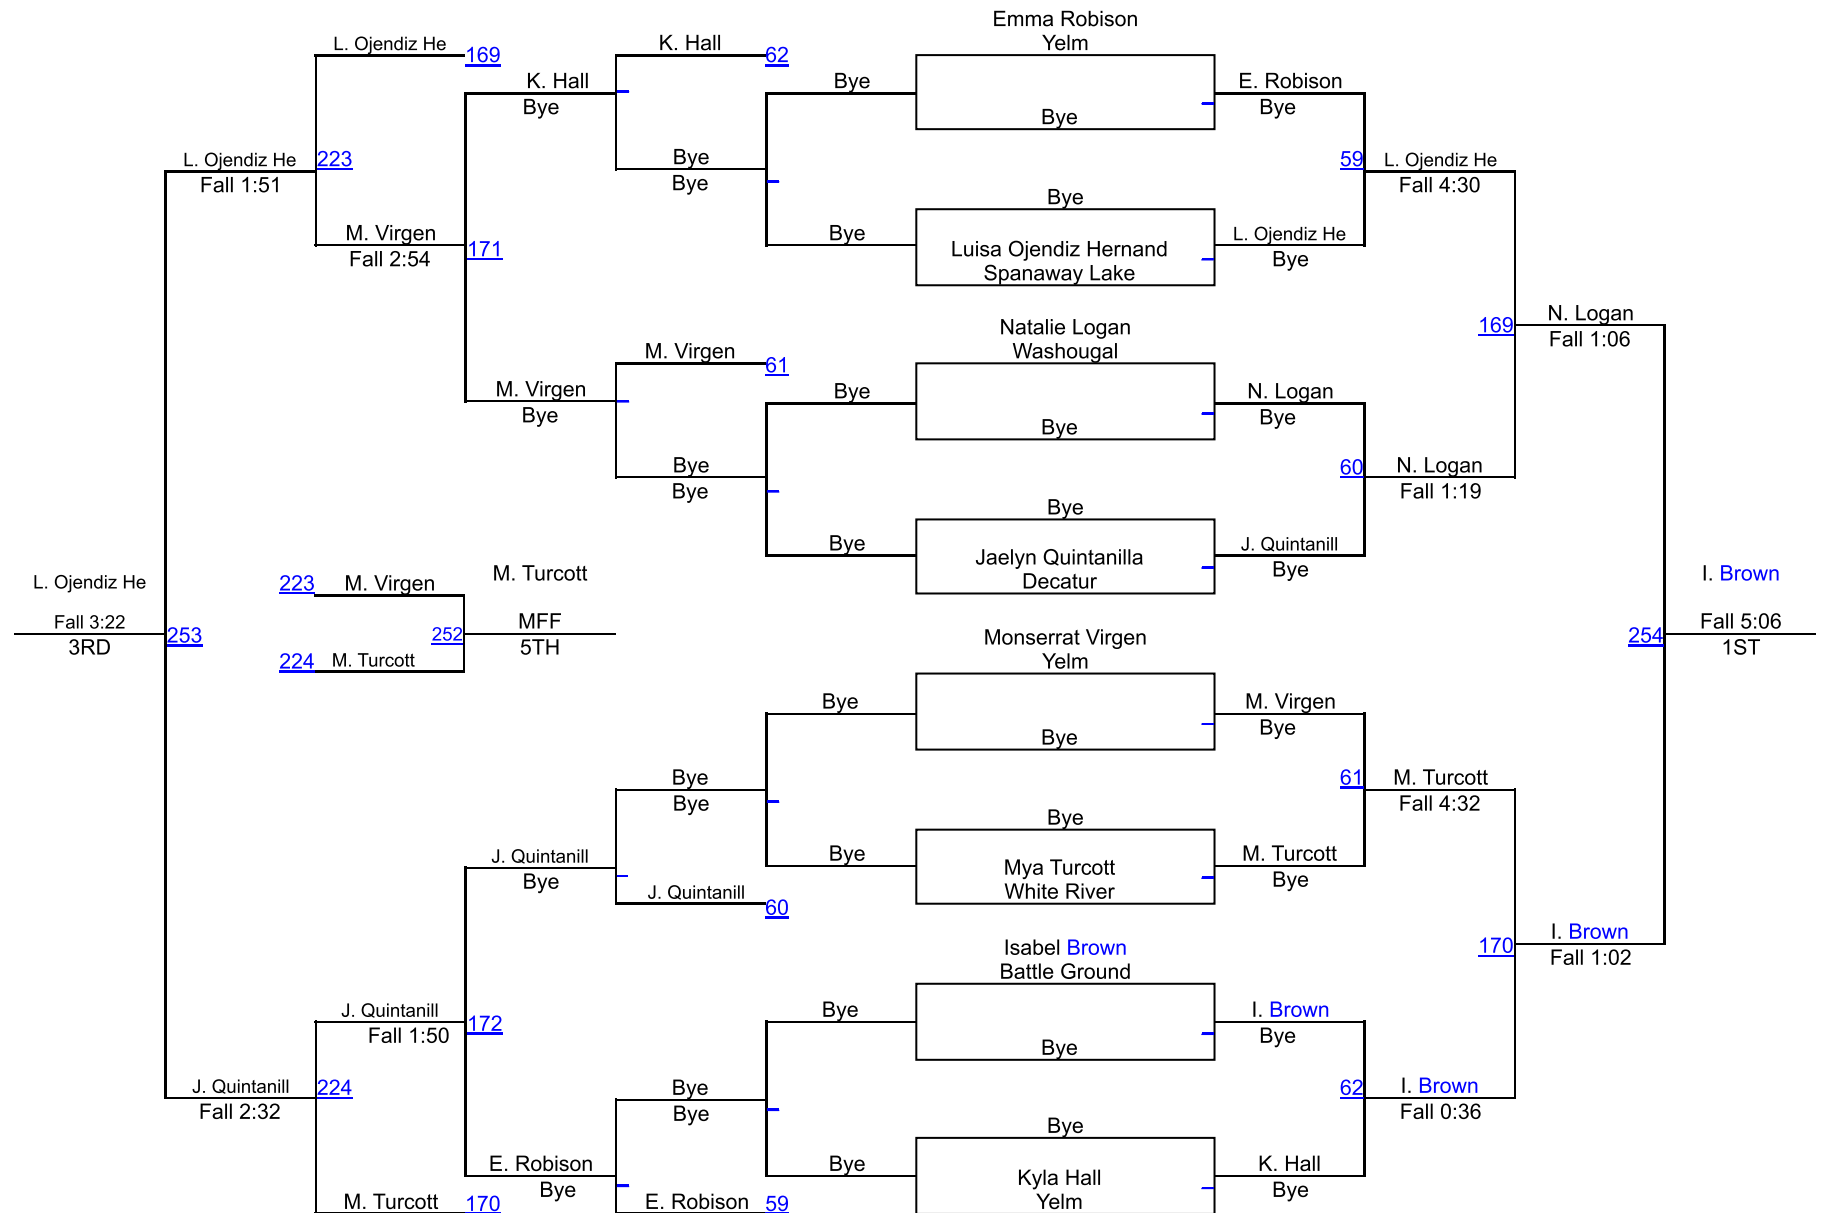 Emma Robison
Yelm
L. Ojendiz He
169
K. Hall
62
K. Hall
Bye
Bye
Bye
E. Robison
Bye
L. Ojendiz He
Fall 1:51
223
Bye
Bye
59
L. Ojendiz He
Fall 4:30
M. Virgen
Fall 2:54
171
Bye
Bye
Luisa Ojendiz Hernand
Spanaway Lake
L. Ojendiz He
Bye
Natalie Logan
Washougal
169
N. Logan
Fall 1:06
M. Virgen
61
M. Virgen
Bye
Bye
Bye
N. Logan
Bye
Bye
Bye
60
N. Logan
Fall 1:19
Bye
Bye
Jaelyn Quintanilla
Decatur
J. Quintanill
Bye
L. Ojendiz He
Fall 3:22
3RD
253
223
M. Virgen
M. Turcott
MFF
5TH
252
224
M. Turcott
I. Brown
Fall 5:06
1ST
254
Monserrat Virgen
Yelm
Bye
Bye
M. Virgen
Bye
Bye
Bye
61
M. Turcott
Fall 4:32
J. Quintanill
Bye
Bye
Bye
Mya Turcott
White River
M. Turcott
Bye
J. Quintanill
60
170
I. Brown
Fall 1:02
Isabel Brown
Battle Ground
J. Quintanill
Fall 1:50
172
Bye
Bye
I. Brown
Bye
J. Quintanill
Fall 2:32
224
Bye
Bye
62
I. Brown
Fall 0:36
E. Robison
Bye
Bye
Bye
Kyla Hall
Yelm
K. Hall
Bye
M. Turcott
170
E. Robison
59